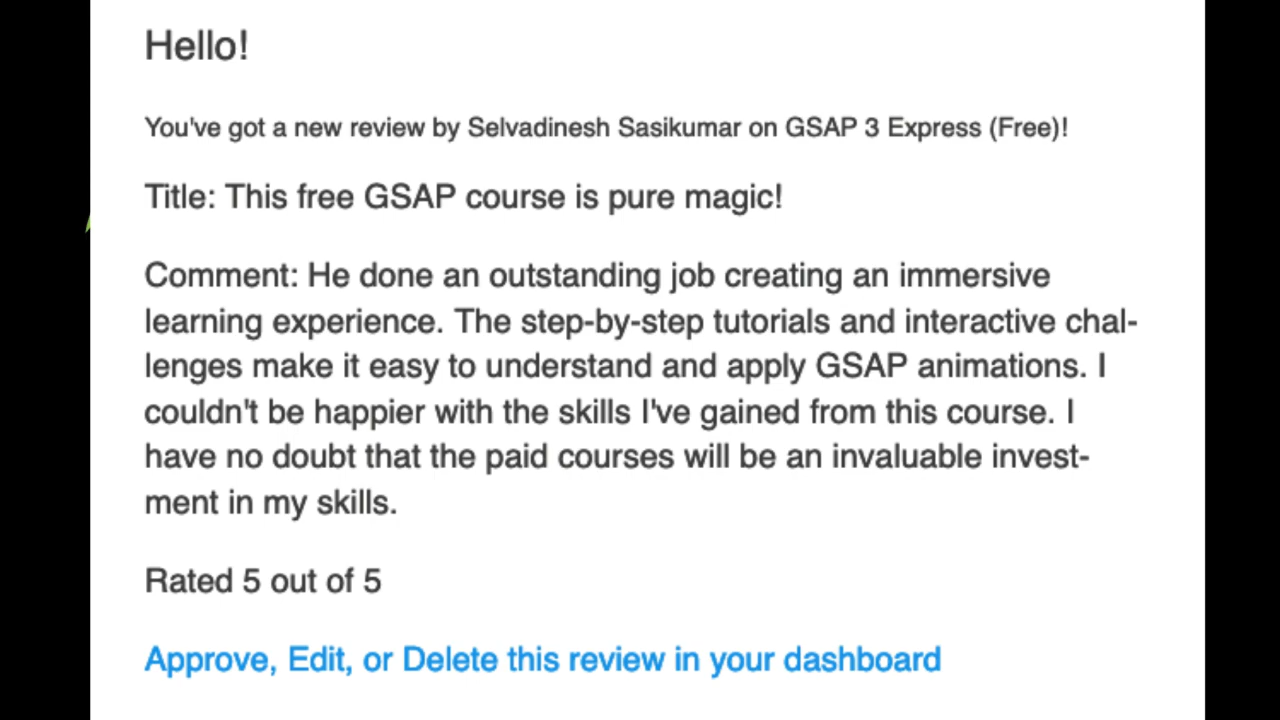 Hello!
You've got a new review by Selvadinesh Sasikumar on GSAP 3 Express (Free)!
Title: This free GSAP course is pure magic!
Comment: He done an outstanding job creating an immersive
learning experience. The step-by-step tutorials and interactive chal-
lenges make it easy to understand and apply GSAP animations. I
couldn't be happier with the skills I've gained from this course. I
have no doubt that the paid courses will be an invaluable invest-
ment in my skills.
Rated 5 out of 5
Approve, Edit, or Delete this review in your dashboard